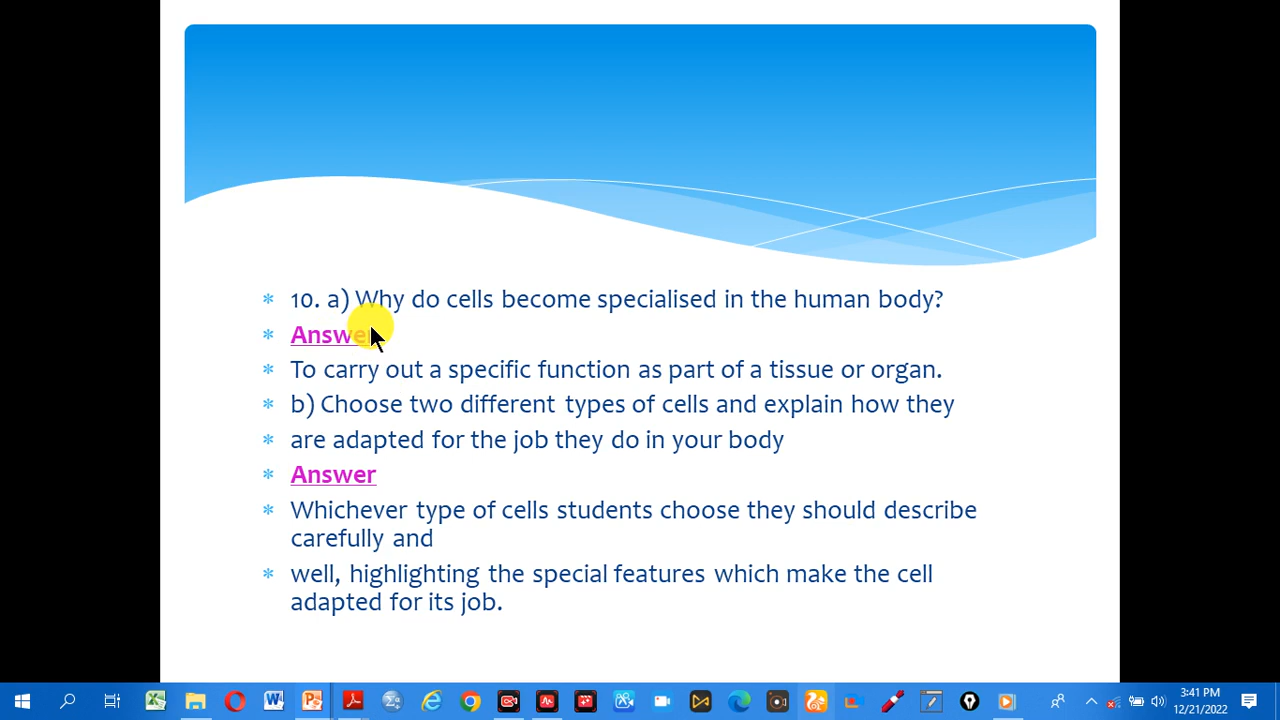 * 10. a) Why do cells become specialised in the human body?
* Answer
* To carry out a specific function as part of a tissue or organ.
* b) Choose two different types of cells and explain how they
* are adapted for the job they do in your body
* Answer
* Whichever type of cells students choose they should describe
carefully and
* well, highlighting the special features which make the cell
adapted for its job.
3:41 PM
12/21/2022